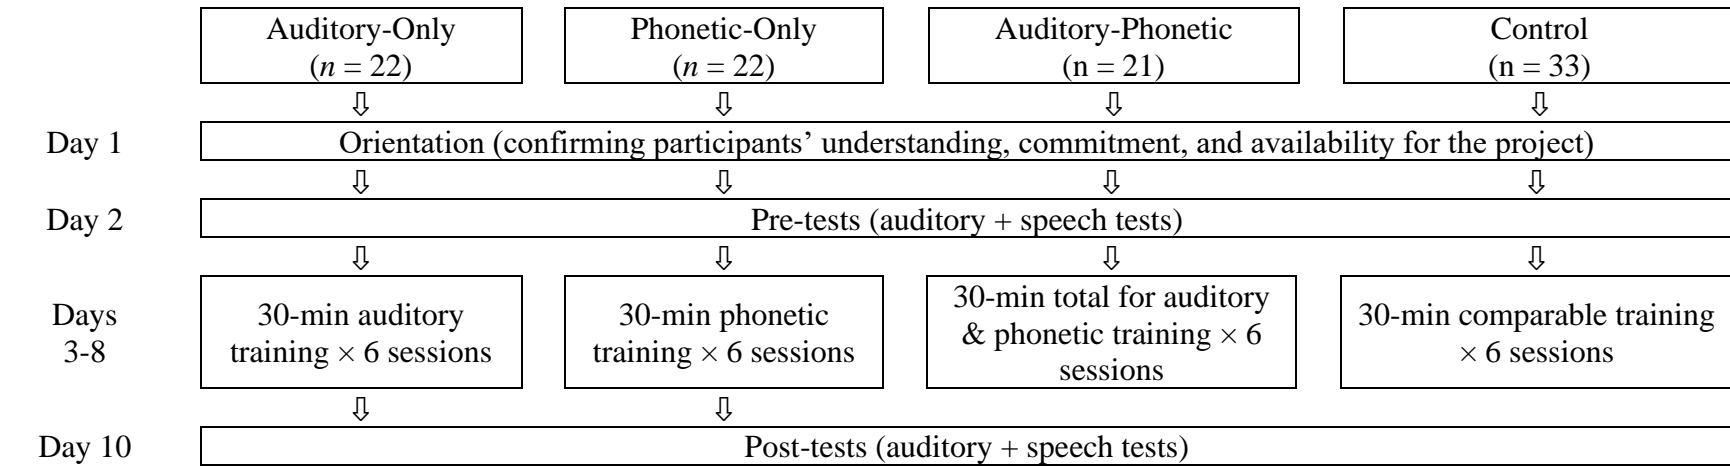 Auditory-Only
(n = 22)
Phonetic-Only
(n = 22)
Auditory-Phonetic
(n = 21)
Control
(n = 33)
⇩ ⇩ ⇩ ⇩
Day 1
Orientation (confirming participants’ understanding, commitment, and availability for the project)
⇩ ⇩ ⇩ ⇩
Day 2
Pre-tests (auditory + speech tests)
⇩ ⇩ ⇩ ⇩
Days
3-8
30-min auditory
training × 6 sessions
30-min phonetic
training × 6 sessions
30-min total for auditory
& phonetic training × 6
sessions
30-min comparable training
× 6 sessions
⇩ ⇩
Day 10
Post-tests (auditory + speech tests)